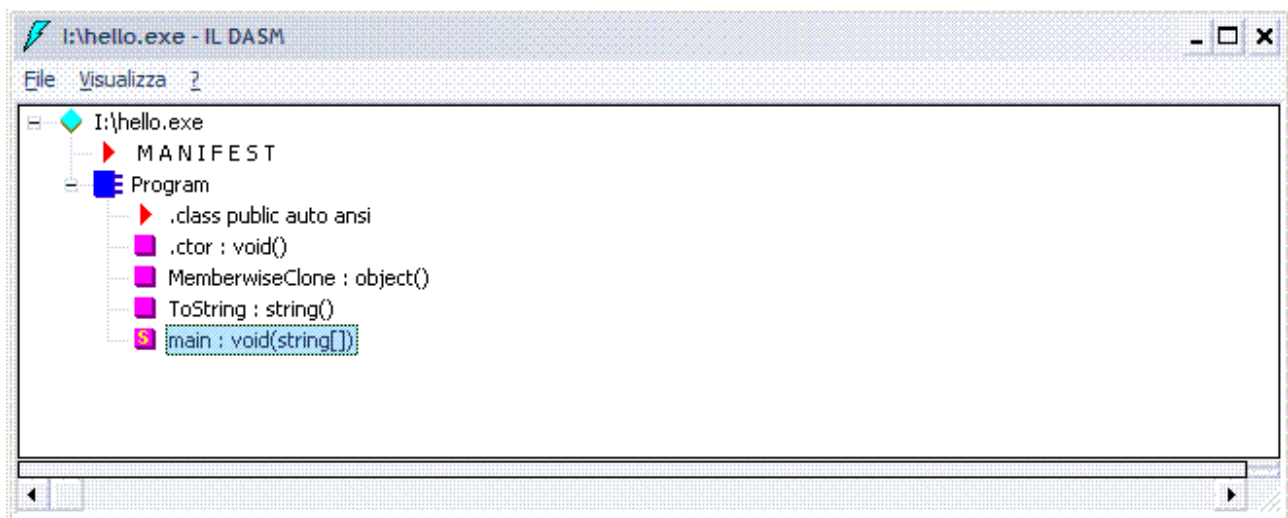 I:\hello.exe - IL DASM
File Visualizza ?
I:\hello.exe
M A N I F E S T
Program
.class public auto ansi
.ctor : void()
MemberwiseClone : object()
ToString : string()
S main : void(string[])